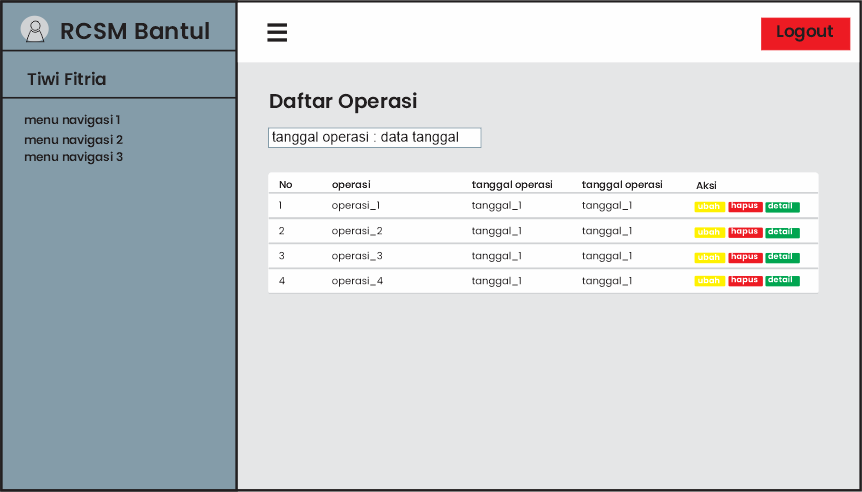 RCSM Bantul
Logout
Tiwi Fitria
menu navigasi 1
menu navigasi 2
menu navigasi 3
Daftar Operasi
tanggal operasi : data tanggal
No operasi tanggal operasi tanggal operasi Aksi
1 operasi_1 tanggal_1 tanggal_1 ubah hapus detail
2 operasi_2 tanggal_1 tanggal_1 ubah hapus detail
3 operasi_3 tanggal_1 tanggal_1 ubah hapus detail
4 operasi_4 tanggal_1 tanggal_1 ubah hapus detail